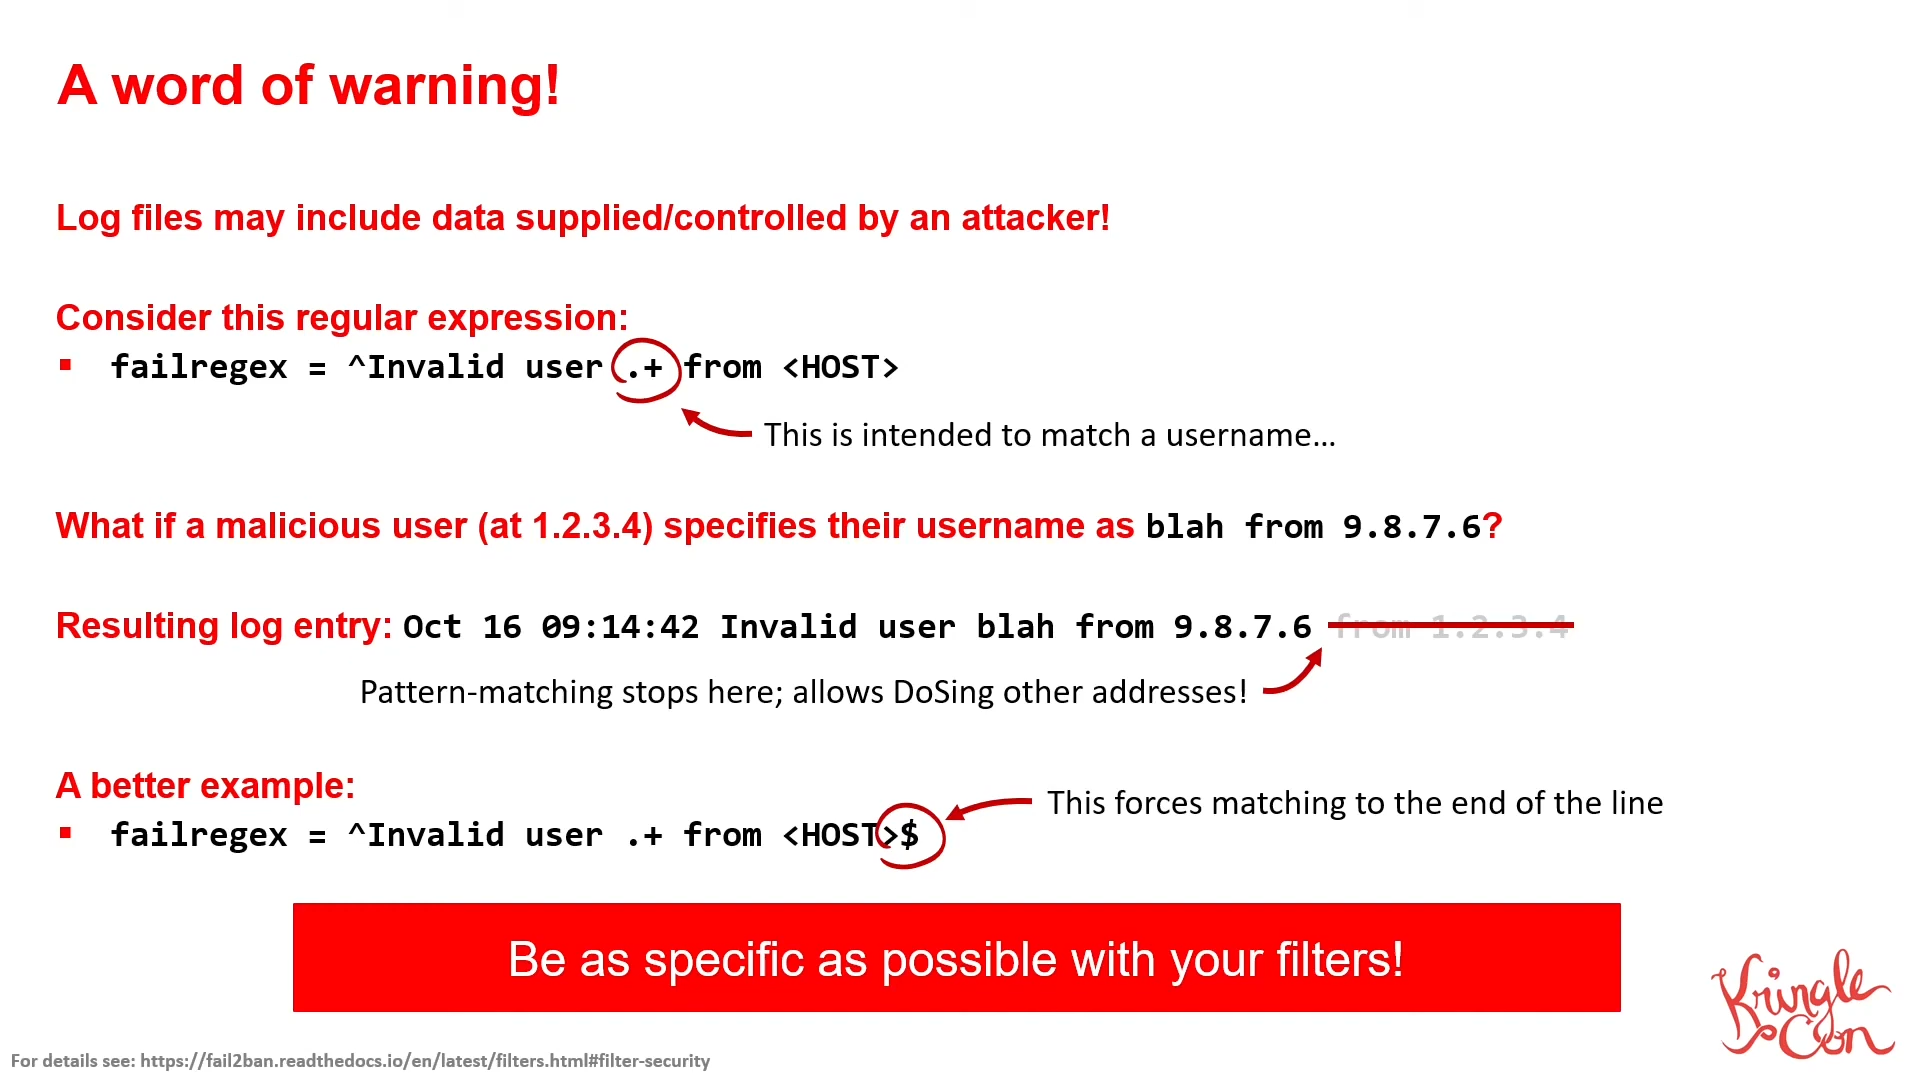 A word of warning!
Log files may include data supplied/controlled by an attacker!
Consider this regular expression:
▪ failregex = ^Invalid user .+ from <HOST>
This is intended to match a username...
What if a malicious user (at 1.2.3.4) specifies their username as blah from 9.8.7.6?
Resulting log entry: Oct 16 09:14:42 Invalid user blah from 9.8.7.6 from 1.2.3.4
Pattern-matching stops here; allows DoSing other addresses!
A better example:
This forces matching to the end of the line
▪ failregex = ^Invalid user .+ from <HOST>$
Be as specific as possible with your filters!
Kringle
Con
For details see: https://fail2ban.readthedocs.io/en/latest/filters.html#filter-security